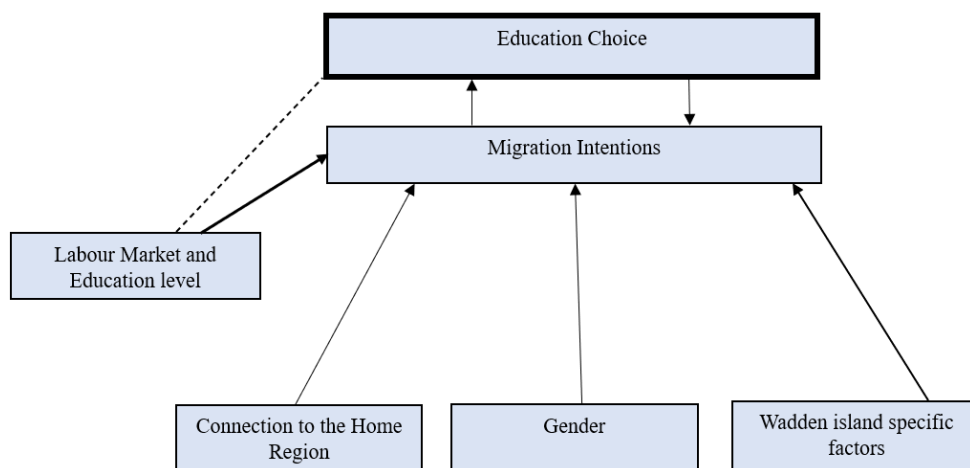 Education Choice
Migration Intentions
Labour Market and
Education level
Connection to the Home
Region
Gender
Wadden island specific
factors